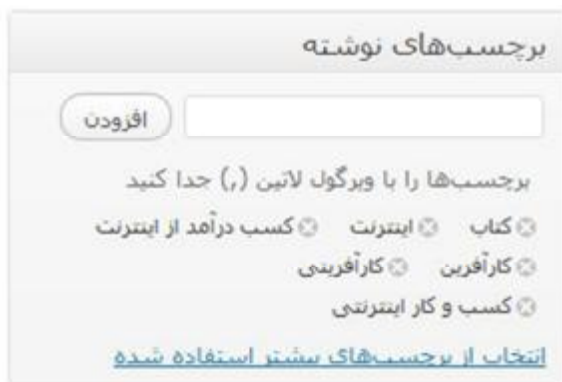 برچسب‌های نوشته
افزودن
برچسب‌ها را با ویرگول لاتین (,) جدا کنید
کتاب اینترنت کسب درآمد از اینترنت
کارآفرین کارآفرینی
کسب و کار اینترنتی
انتخاب از برچسب‌های بیشتر استفاده شده